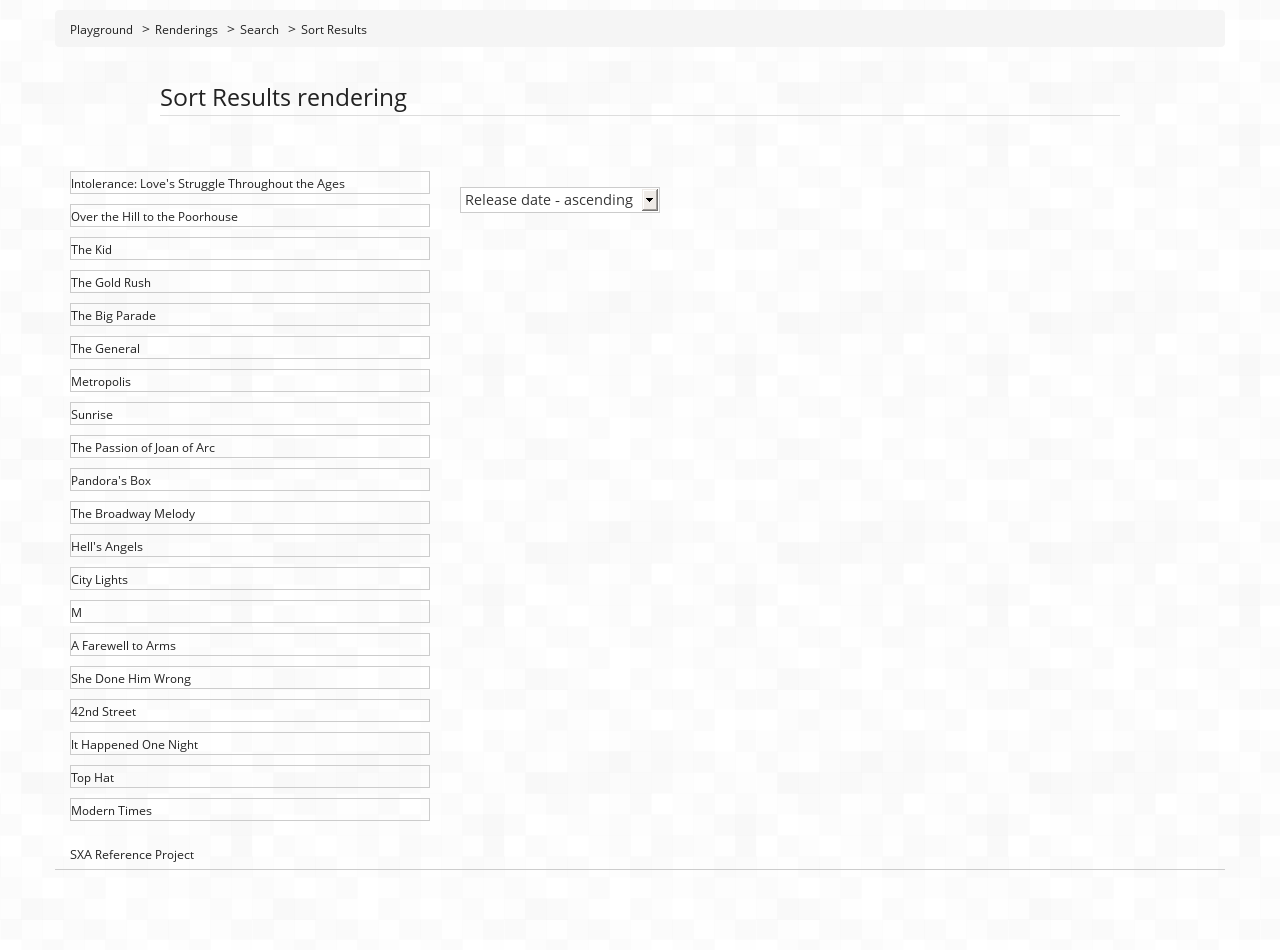 Playground > Renderings > Search > Sort Results
Sort Results rendering
Intolerance: Love's Struggle Throughout the Ages
Release date - ascending
Over the Hill to the Poorhouse
The Kid
The Gold Rush
The Big Parade
The General
Metropolis
Sunrise
The Passion of Joan of Arc
Pandora's Box
The Broadway Melody
Hell's Angels
City Lights
M
A Farewell to Arms
She Done Him Wrong
42nd Street
It Happened One Night
Top Hat
Modern Times
SXA Reference Project